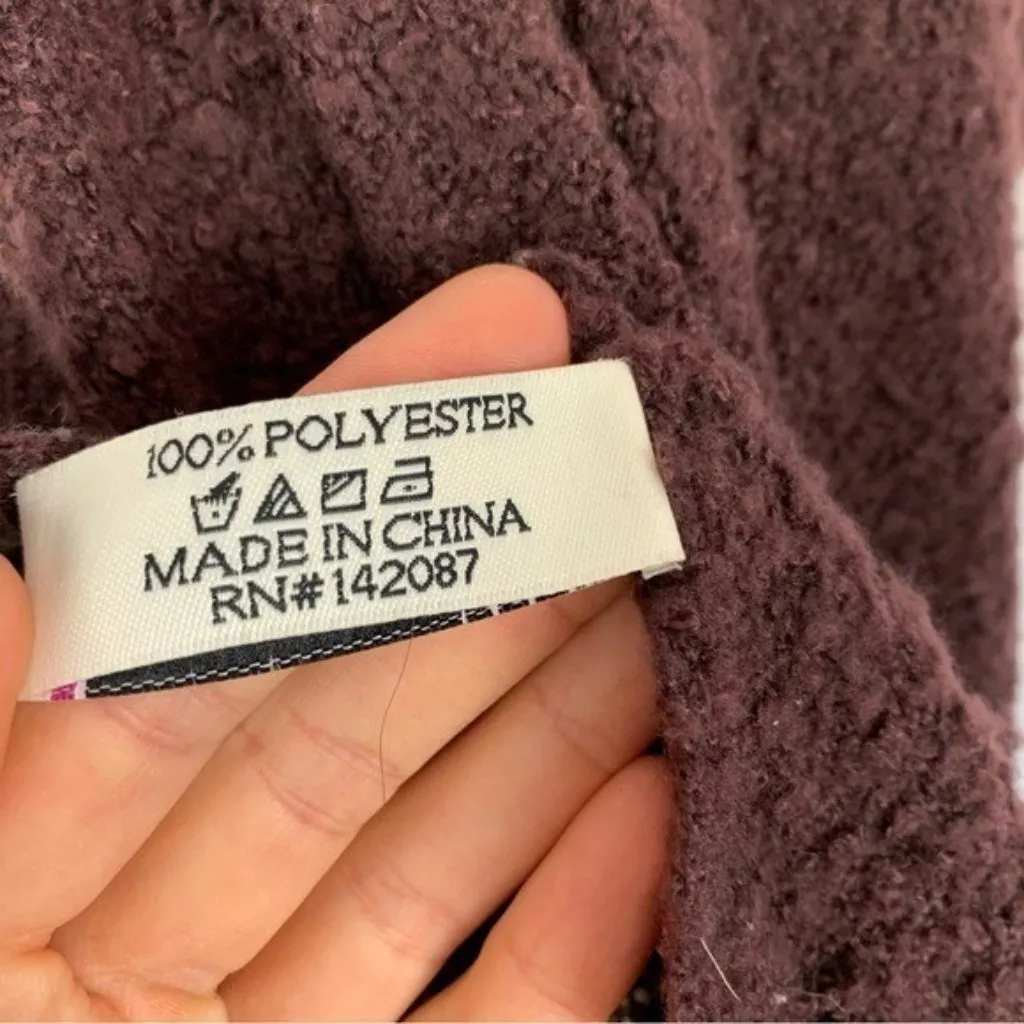 100% POLYESTER
MADE IN CHINA
RN# 142087